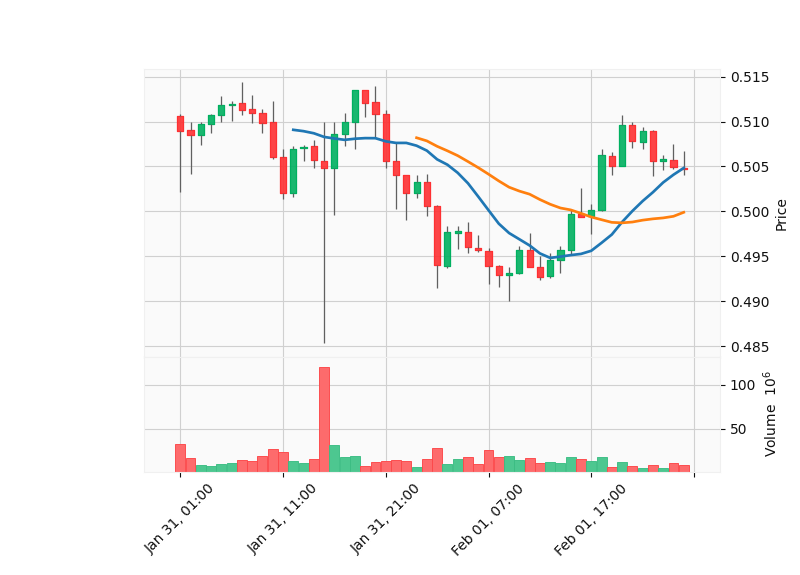 0.515
0.510
0.505
0.500
0.495
0.490
0.485
Price
100
50
Volume 10⁶
Jan 31, 01:00
Jan 31, 11:00
Jan 31, 21:00
Feb 01, 07:00
Feb 01, 17:00